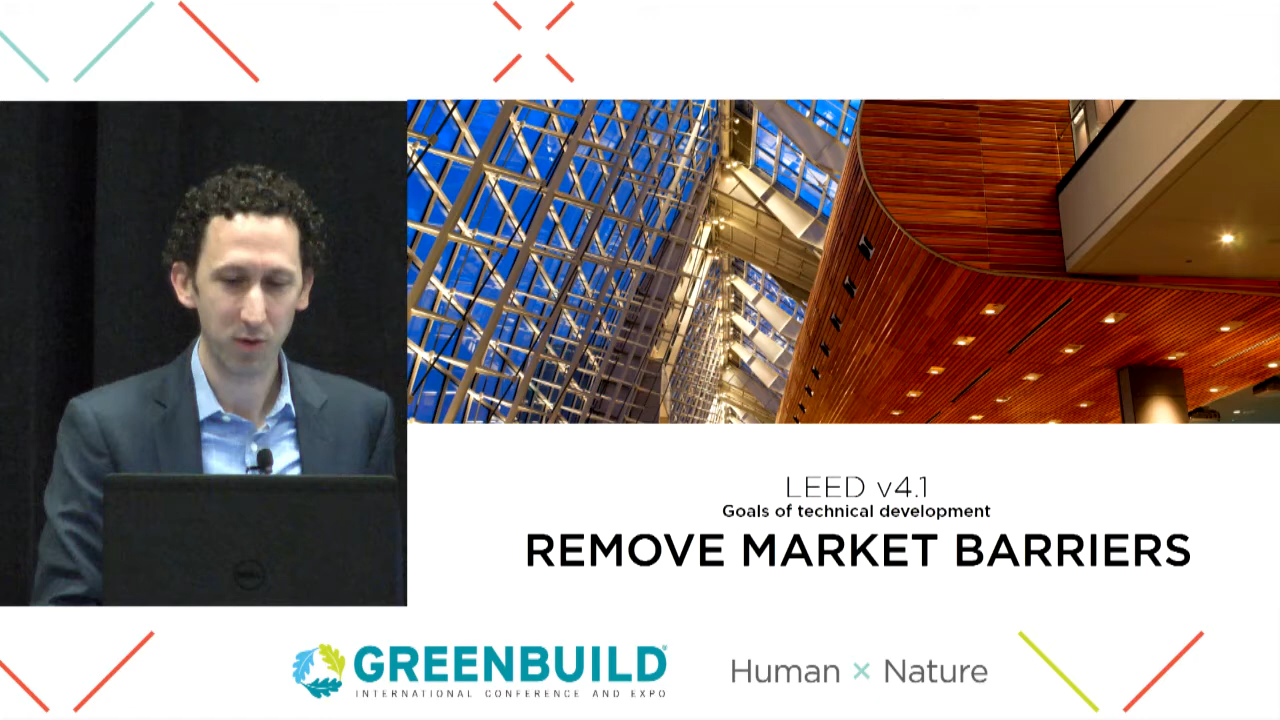 LEED v4.1
Goals of technical development
REMOVE MARKET BARRIERS
GREENBUILD
INTERNATIONAL CONFERENCE AND EXPO
Human × Nature